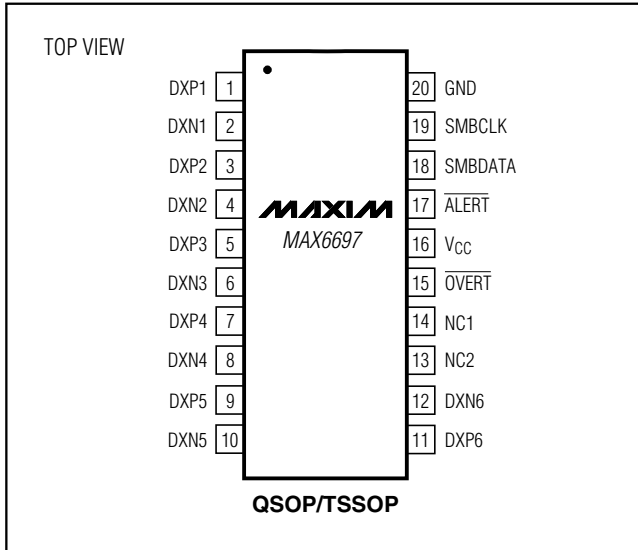 TOP VIEW
DXP1 1
DXN1 2
DXP2 3
DXN2 4
DXP3 5
DXN3 6
DXP4 7
DXN4 8
DXP5 9
DXN5 10
MAXIM
MAX6697
20 GND
19 SMBCLK
18 SMBDATA
17 ALERT
16 VCC
15 OVERT
14 NC1
13 NC2
12 DXN6
11 DXP6
QSOP/TSSOP